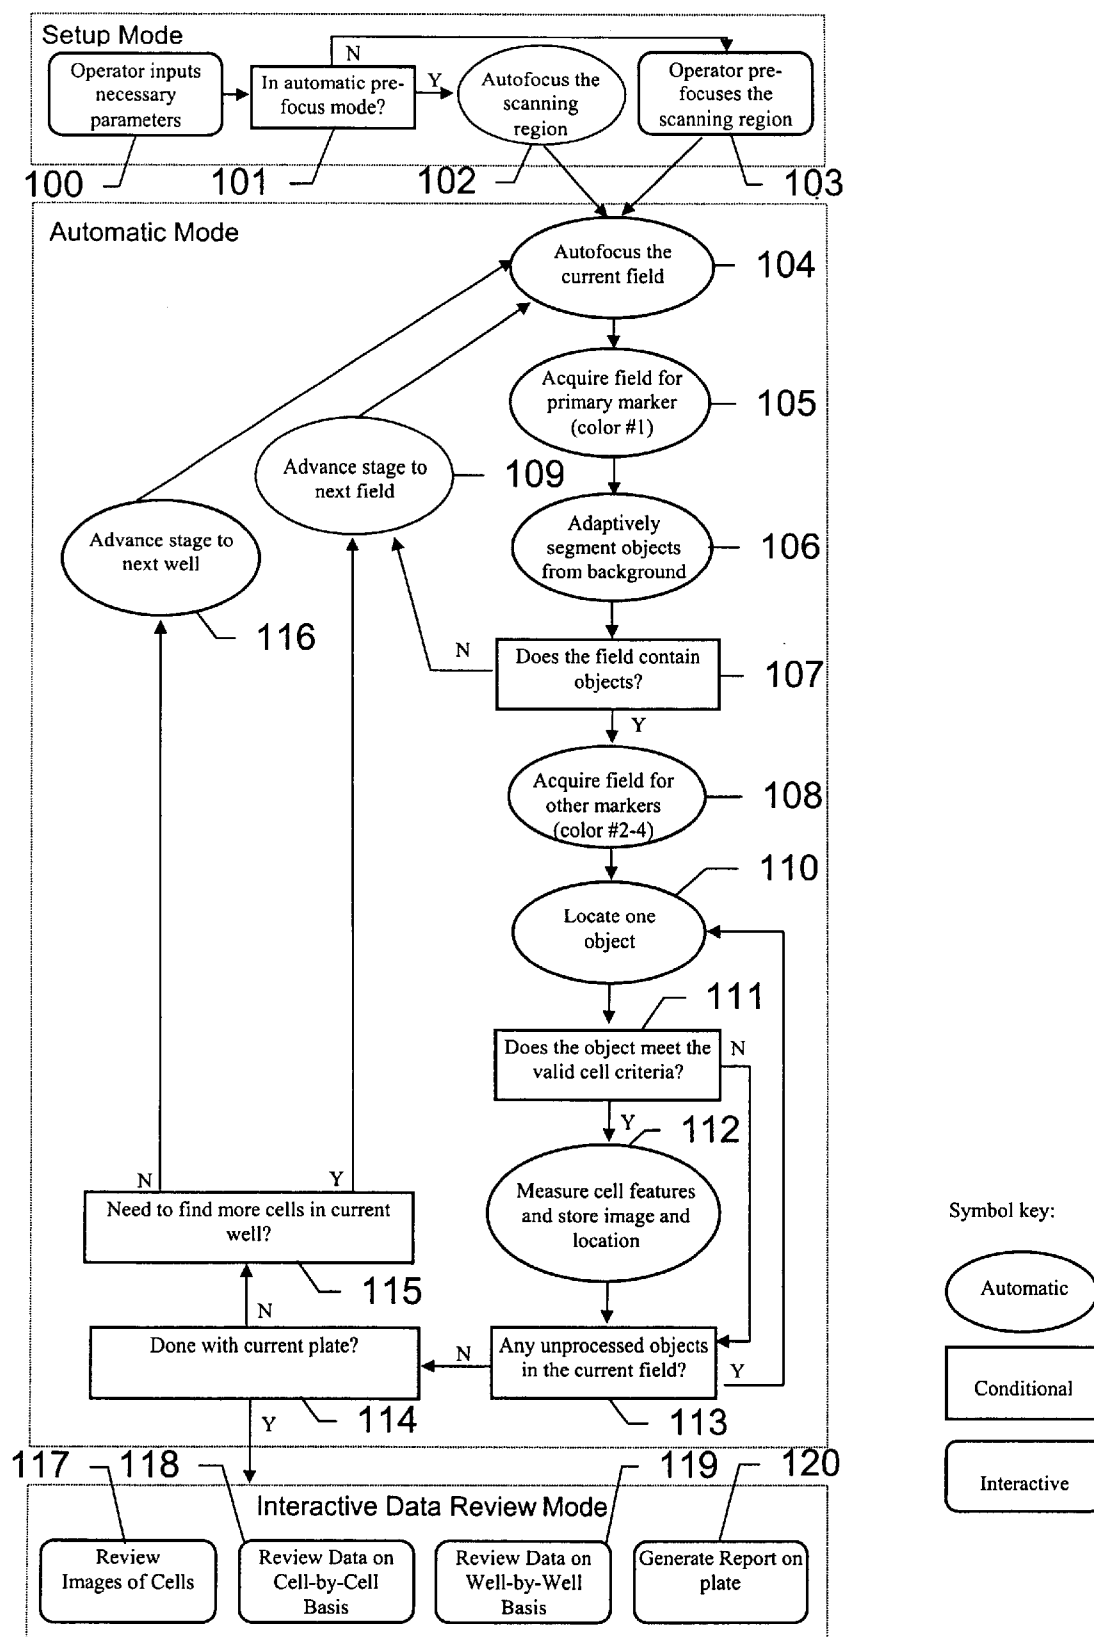 Setup Mode
Operator inputs
necessary
parameters
In automatic pre-
focus mode?
N
Y
Autofocus the
scanning
region
Operator pre-
focuses the
scanning region
100
101
102
103
Automatic Mode
Autofocus the
current field
104
Acquire field for
primary marker
(color #1)
105
Advance stage to
next field
109
Adaptively
segment objects
from background
106
Advance stage to
next well
116
N
Does the field contain
objects?
107
Y
Acquire field for
other markers
(color #2-4)
108
110
Locate one
object
111
Does the object meet the
valid cell criteria?
N
Y
112
Measure cell features
and store image and
location
N
Y
Need to find more cells in current
well?
115
N
Done with current plate?
114
N
Any unprocessed objects
in the current field?
Y
113
Y
Symbol key:
Automatic
Conditional
Interactive
117
118
119
120
Interactive Data Review Mode
Review
Images of Cells
Review Data on
Cell-by-Cell
Basis
Review Data on
Well-by-Well
Basis
Generate Report on
plate